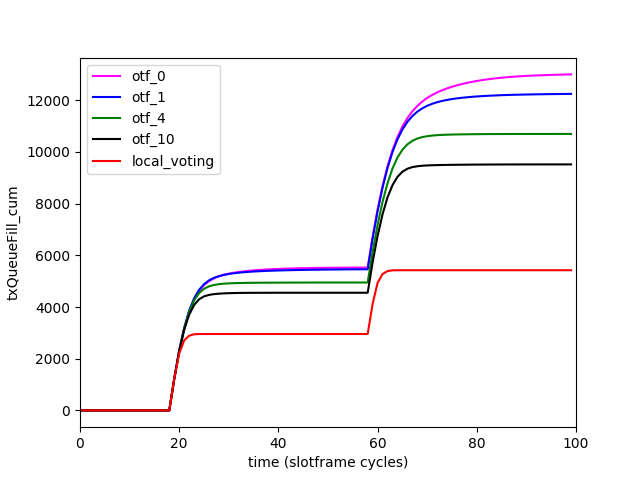 otf_0
otf_1
otf_4
otf_10
local_voting
txQueueFill_cum
12000
10000
8000
6000
4000
2000
0
0 20 40 60 80 100
time (slotframe cycles)